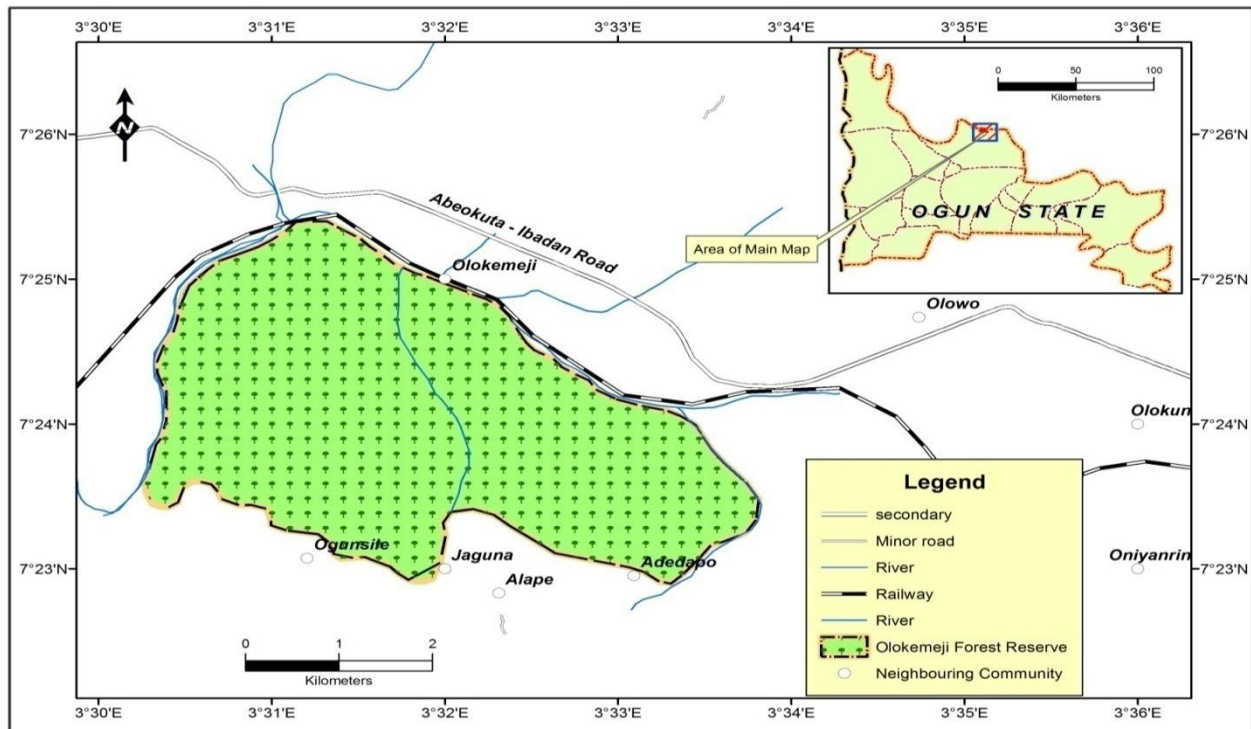 3°30'E 3°31'E 3°32'E 3°33'E 3°34'E 3°35'E 3°36'E
7°26'N
7°25'N
7°24'N
7°23'N
N
Abeokuta - Ibadan Road
Olokemeji
Ogunsile
Jaguna
Alape
Adedapo
0 1 2
Kilometers
0 50 100
Kilometers
OGUN STATE
Area of Main Map
7°26'N
7°25'N
Olowo
Olokun
7°24'N
Oniyanrin
7°23'N
Legend
secondary
Minor road
River
Railway
River
Olokemeji Forest Reserve
Neighbouring Community
3°30'E 3°31'E 3°32'E 3°33'E 3°34'E 3°35'E 3°36'E